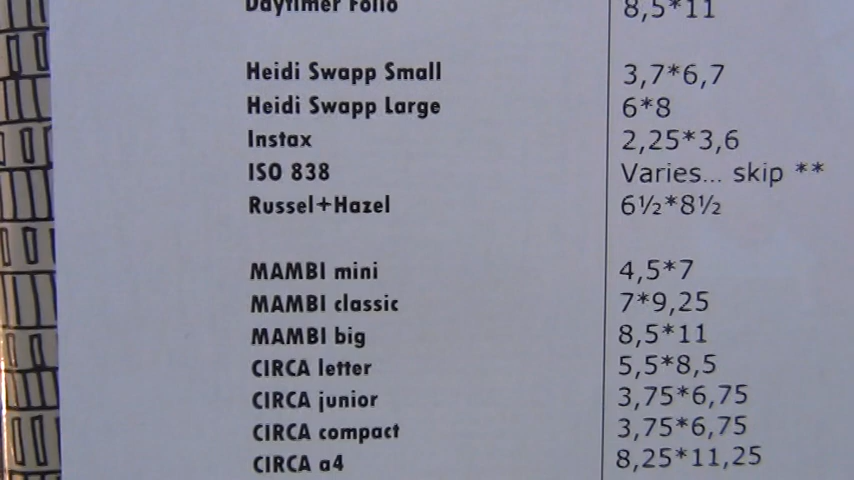 Daytimer Folio 8,5*11
Heidi Swapp Small 3,7*6,7
Heidi Swapp Large 6*8
Instax 2,25*3,6
ISO 838 Varies... skip **
Russel+Hazel 6½*8½
MAMBI mini 4,5*7
MAMBI classic 7*9,25
MAMBI big 8,5*11
CIRCA letter 5,5*8,5
CIRCA junior 3,75*6,75
CIRCA compact 3,75*6,75
CIRCA a4 8,25*11,25